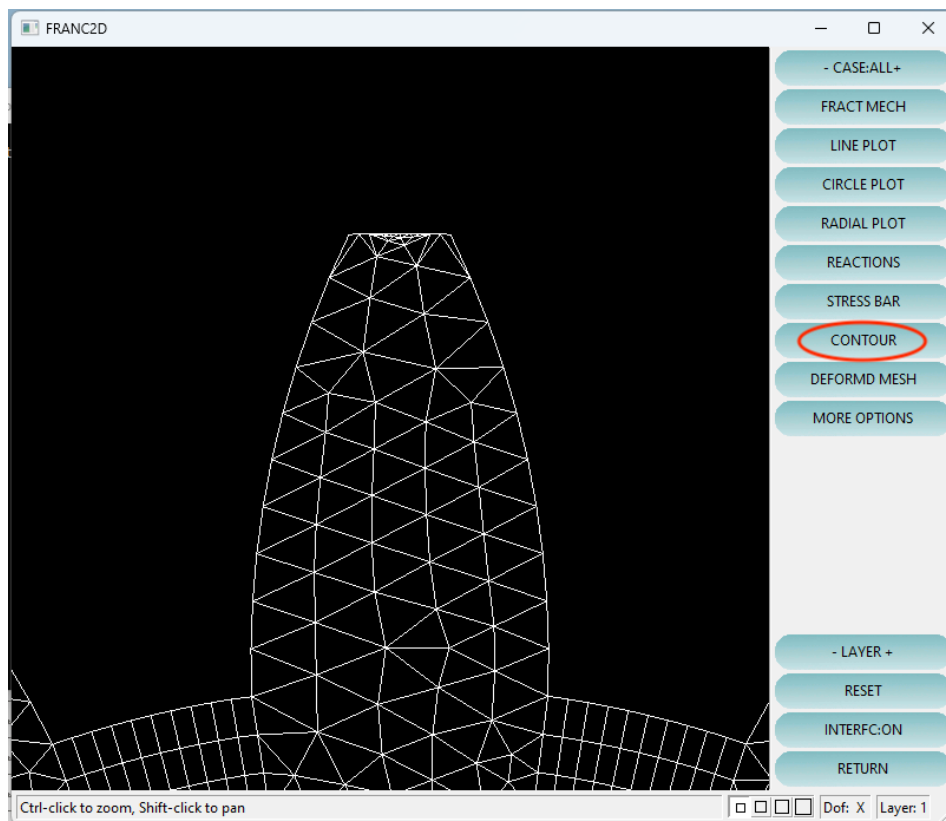 FRANC2D
- CASE:ALL+
FRACT MECH
LINE PLOT
CIRCLE PLOT
RADIAL PLOT
REACTIONS
STRESS BAR
CONTOUR
DEFORMD MESH
MORE OPTIONS
- LAYER +
RESET
INTERFC:ON
RETURN
Ctrl-click to zoom, Shift-click to pan
Dof: X
Layer: 1